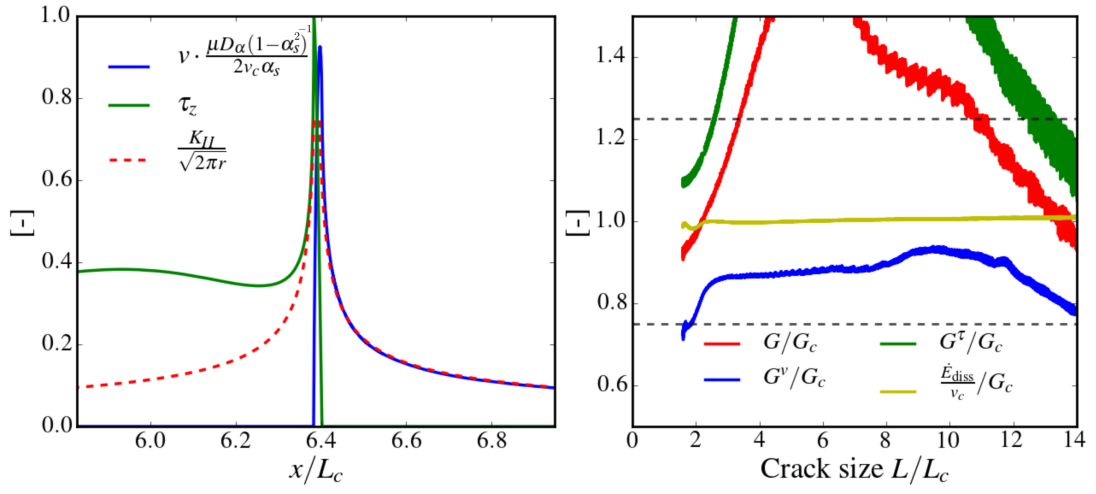 1.0
0.8
0.6
0.4
0.2
0.0
[-]
v · μD_α(1−α_s^2)^{-1} / 2v_cα_s
τ_z
K_II / √2πr
6.0 6.2 6.4 6.6 6.8
x/L_c
1.4
1.2
1.0
0.8
0.6
[-]
G/G_c G^τ/G_c
G^v/G_c Ė_diss/v_c /G_c
0 2 4 6 8 10 12 14
Crack size L/L_c